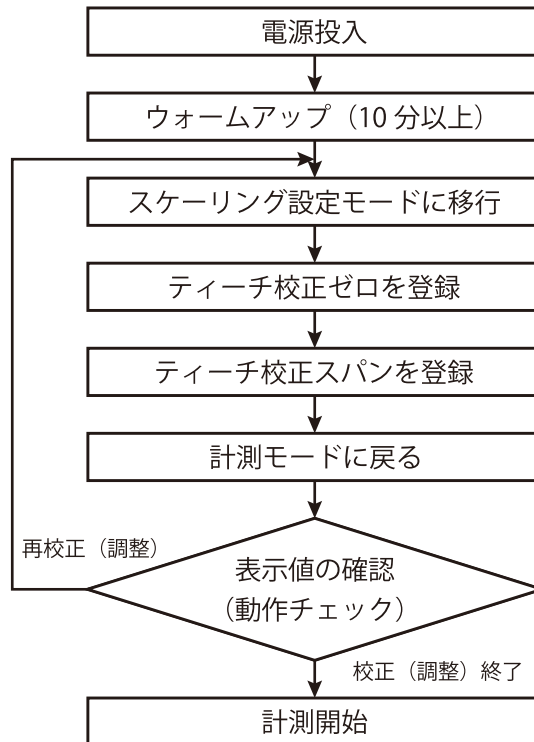 電源投入
ウォームアップ（10 分以上）
スケーリング設定モードに移行
ティーチ校正ゼロを登録
ティーチ校正スパンを登録
計測モードに戻る
再校正（調整）
表示値の確認
（動作チェック）
校正（調整）終了
計測開始